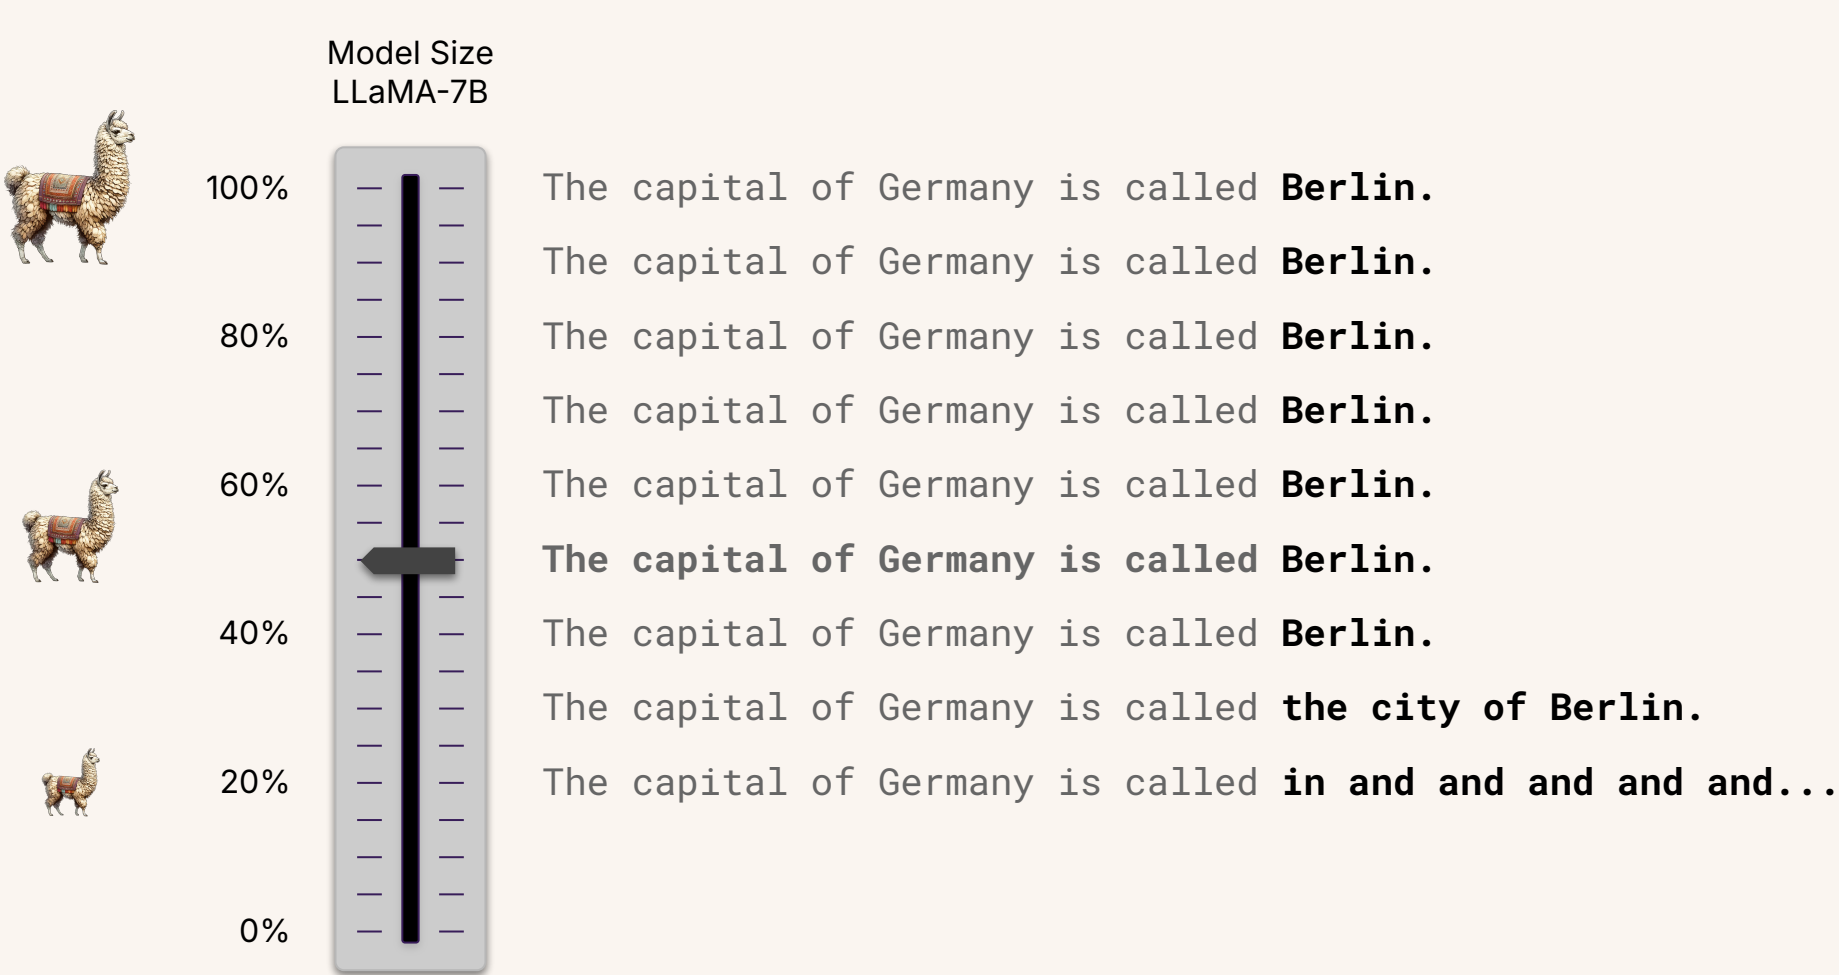 Model Size
LLaMA-7B
100% The capital of Germany is called Berlin.
The capital of Germany is called Berlin.
80% The capital of Germany is called Berlin.
The capital of Germany is called Berlin.
60% The capital of Germany is called Berlin.
The capital of Germany is called Berlin.
40% The capital of Germany is called Berlin.
The capital of Germany is called the city of Berlin.
20% The capital of Germany is called in and and and and and...
0%